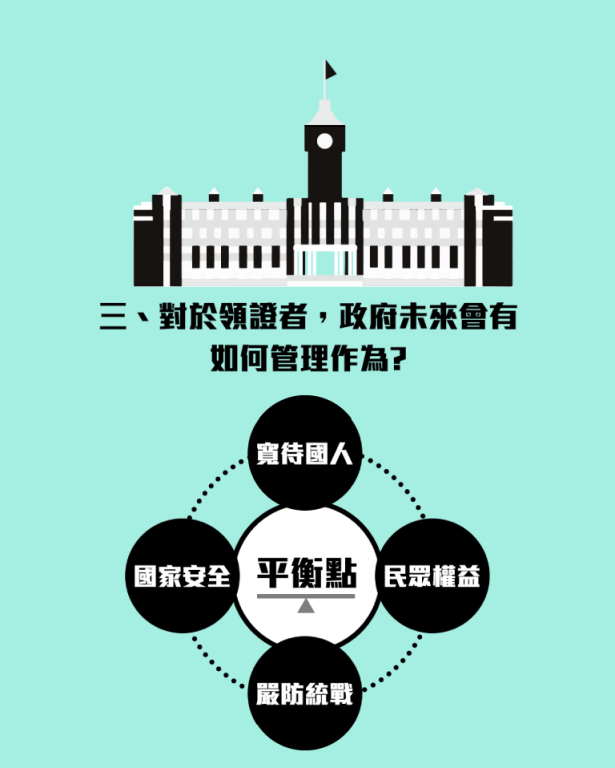 三、對於領證者，政府未來會有
如何管理作為?
寬待國人
國家安全
平衡點
民眾權益
嚴防統戰